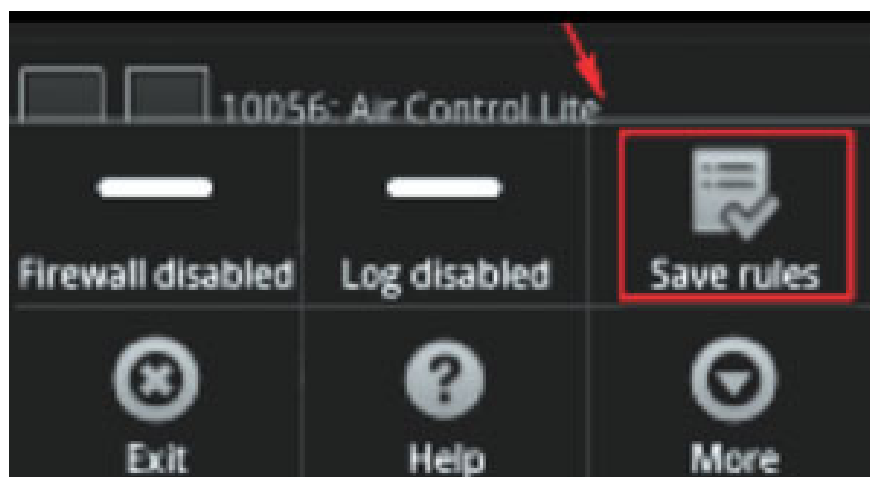 10056: Air Control Lite
Firewall disabled
Log disabled
Save rules
Exit
Help
More